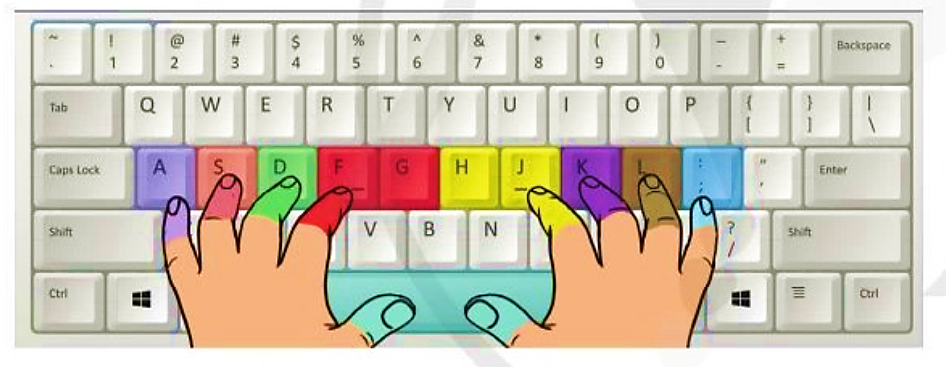 ~ ! @ # $ % ^ & * ( ) _ +
. 1 2 3 4 5 6 7 8 9 0 - = Backspace
Tab Q W E R T Y U I O P { } |
[ ] \
Caps Lock A S D F G H J K L : " Enter
; '
Shift V B N ? Shift
/
Ctrl Ctrl